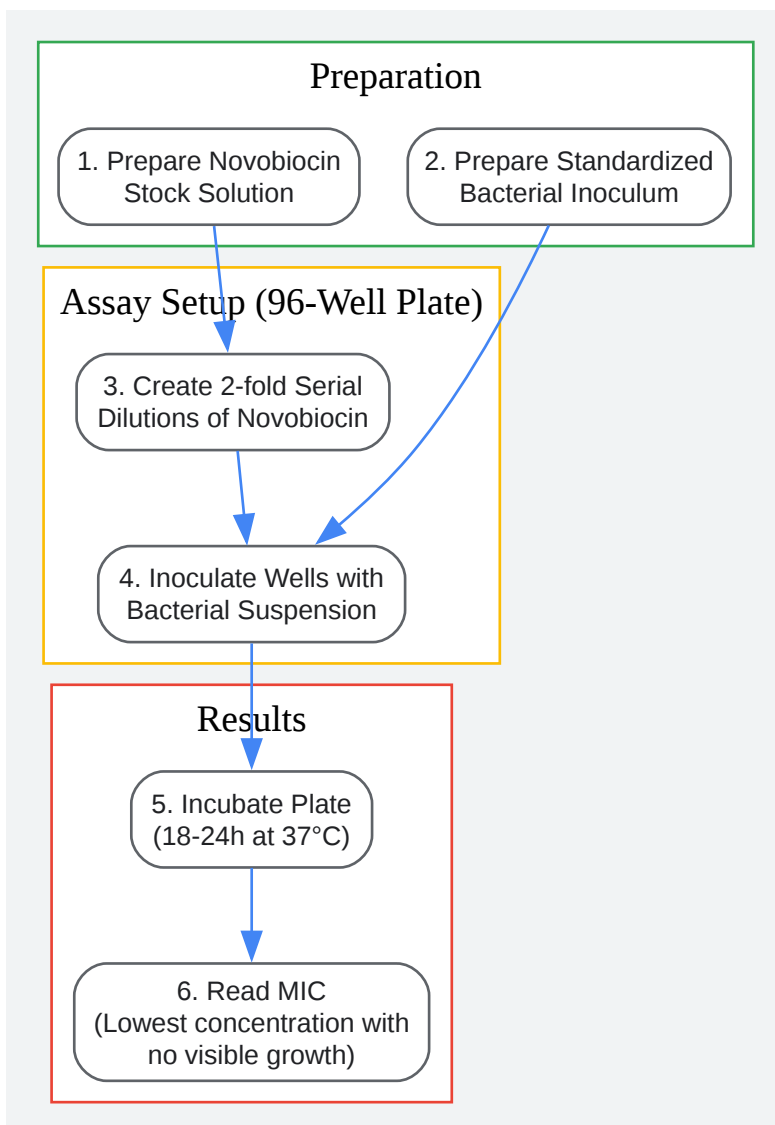 Preparation
1. Prepare Novobiocin
Stock Solution
2. Prepare Standardized
Bacterial Inoculum
Assay Setup (96-Well Plate)
3. Create 2-fold Serial
Dilutions of Novobiocin
4. Inoculate Wells with
Bacterial Suspension
Results
5. Incubate Plate
(18-24h at 37°C)
6. Read MIC
(Lowest concentration with
no visible growth)